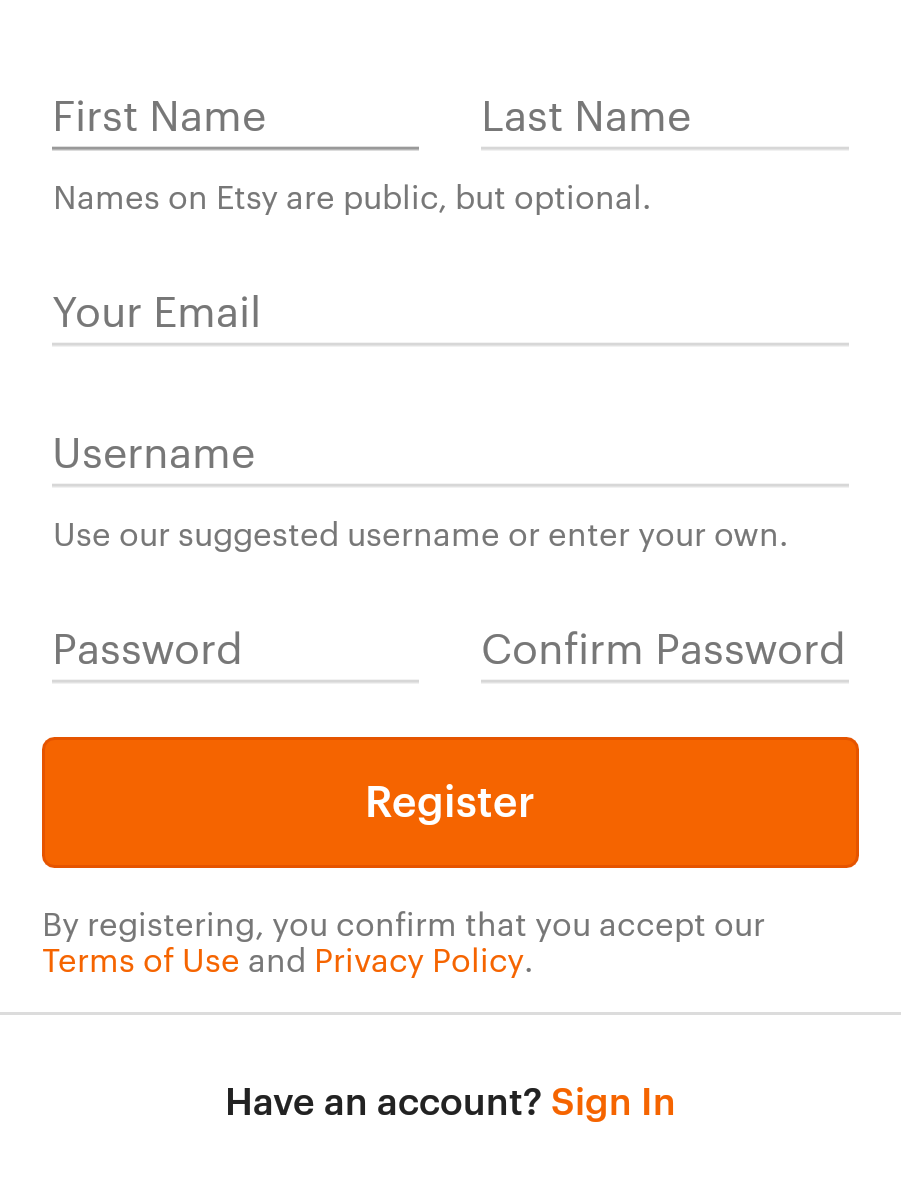 First Name Last Name
Names on Etsy are public, but optional.
Your Email
Username
Use our suggested username or enter your own.
Password Confirm Password
Register
By registering, you confirm that you accept our
Terms of Use and Privacy Policy.
Have an account? Sign In